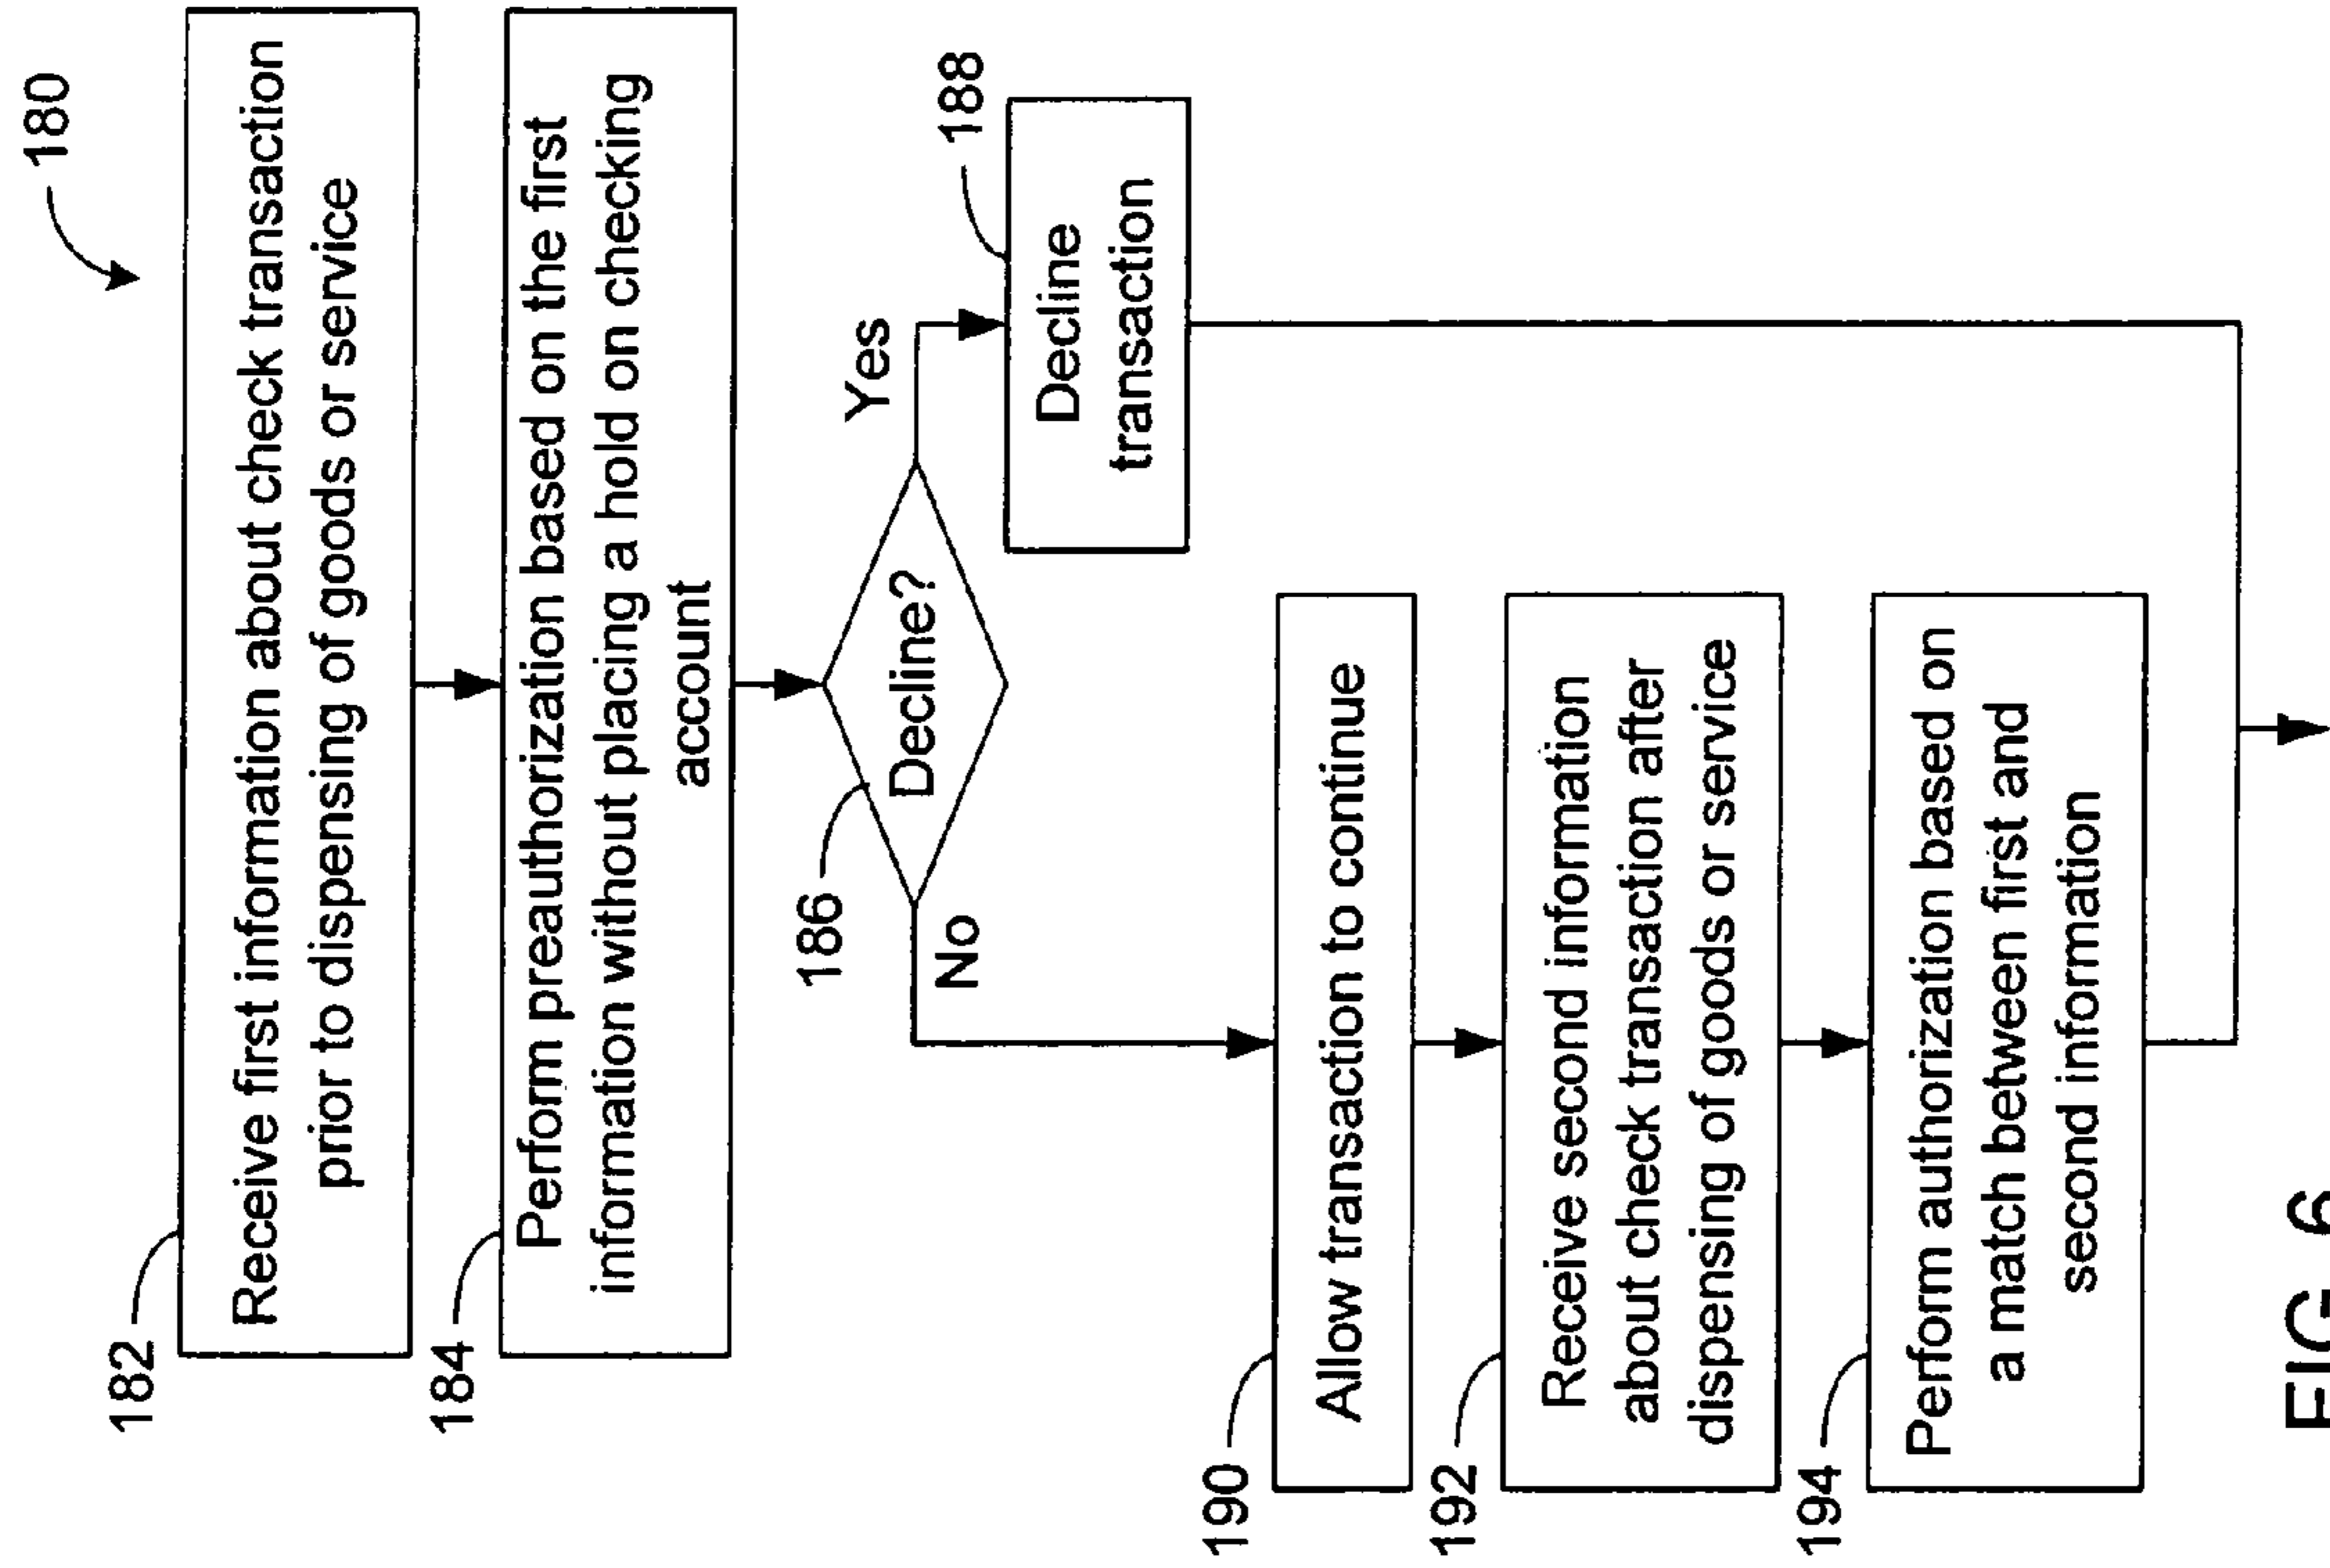 180
182
Receive first information about check transaction
prior to dispensing of goods or service
184
Perform preauthorization based on the first
information without placing a hold on checking
account
186
Decline?
Yes
188
Decline
transaction
No
190
Allow transaction to continue
192
Receive second information
about check transaction after
dispensing of goods or service
194
Perform authorization based on
a match between first and
second information
FIG. 6